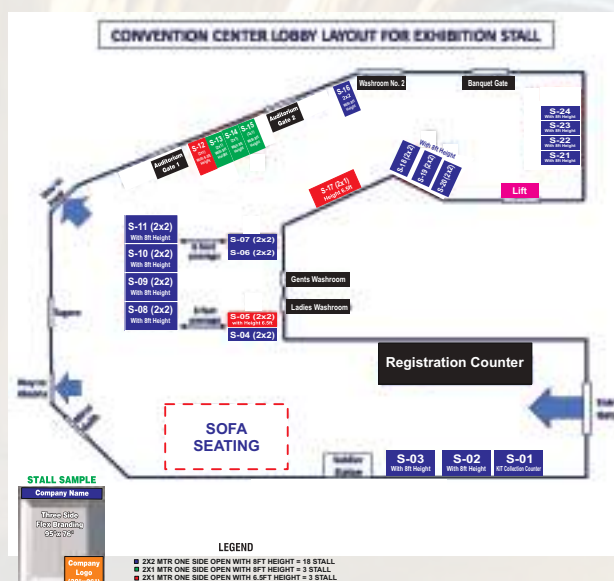 CONVENTION CENTER LOBBY LAYOUT FOR EXHIBITION STALL
Washroom No. 2
Banquet Gate
S-16
2x2
S-24
With 8ft Height
S-23
With 8ft Height
S-22
With 8ft Height
S-21
With 8ft Height
Auditorium
Gate 2
S-15
S-14
S-13
S-12
Auditorium
Gate 1
With 8ft Height
S-18 (2x2)
S-19 (2x2)
S-20 (2x2)
S-17 (2x1)
Height 6.5ft
Lift
S-11 (2x2)
With 8ft Height
S-10 (2x2)
With 8ft Height
S-09 (2x2)
With 8ft Height
S-08 (2x2)
With 8ft Height
S-07 (2x2)
S-06 (2x2)
S-05 (2x2)
with Height 6.5ft
S-04 (2x2)
Gents Washroom
Ladies Washroom
Registration Counter
SOFA
SEATING
S-03
With 8ft Height
S-02
With 8ft Height
S-01
KIT Collection Counter
STALL SAMPLE
Company Name
Three Side
Flex Branding
Company
Logo
LEGEND
2X2 MTR ONE SIDE OPEN WITH 8FT HEIGHT = 18 STALL
2X1 MTR ONE SIDE OPEN WITH 8FT HEIGHT = 3 STALL
2X1 MTR ONE SIDE OPEN WITH 6.5FT HEIGHT = 3 STALL